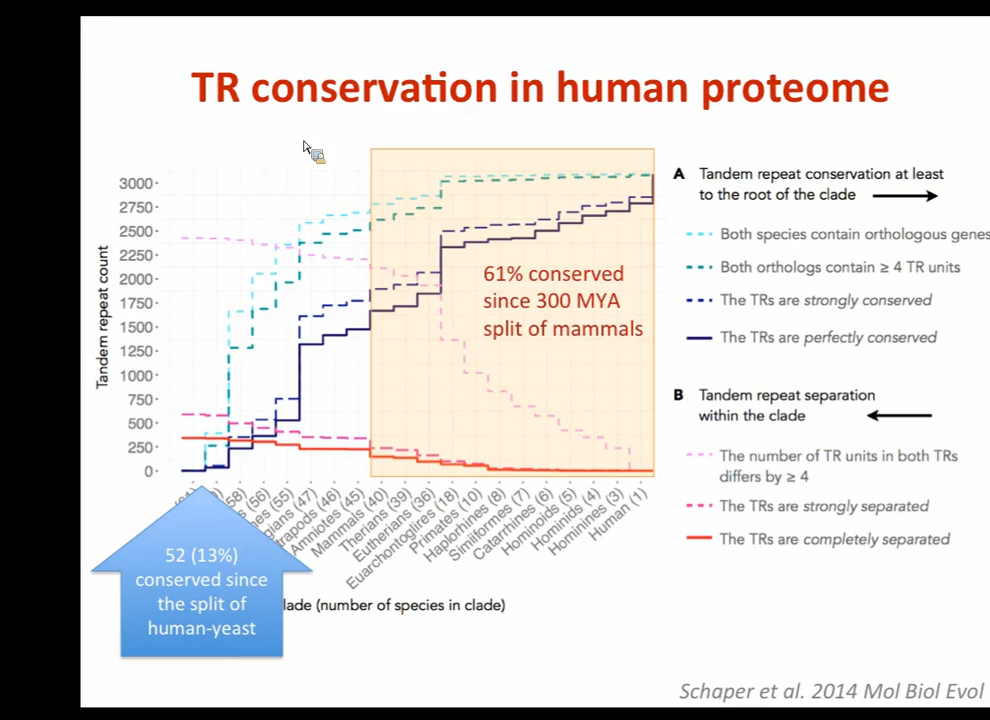 TR conservation in human proteome
3000
2750
2500
2250
2000
1750
1500
1250
1000
750
500
250
0
Tandem repeat count
61% conserved
since 300 MYA
split of mammals
(58)
(56)
(55)
(47)
(46)
Amniotes (45)
Mammals (40)
Therians (39)
Eutherians (36)
Euarchontoglires (18)
Primates (10)
Haplorhines (8)
Simiiformes (7)
Catarrhines (6)
Hominoids (5)
Hominids (4)
Hominines (3)
Human (1)
lade (number of species in clade)
52 (13%)
conserved since
the split of
human-yeast
A Tandem repeat conservation at least
to the root of the clade
Both species contain orthologous genes
Both orthologs contain ≥ 4 TR units
The TRs are strongly conserved
The TRs are perfectly conserved
B Tandem repeat separation
within the clade
The number of TR units in both TRs
differs by ≥ 4
The TRs are strongly separated
The TRs are completely separated
Schaper et al. 2014 Mol Biol Evol